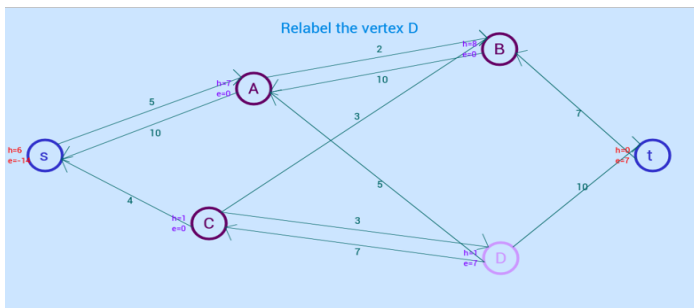 Relabel the vertex D
2
h=8
e=0
B
10
h=7
e=0
A
5
10
3
7
h=6
e=-14
s
h=0
e=7
t
5
10
4
h=1
e=0
C
3
7
h=1
e=7
D